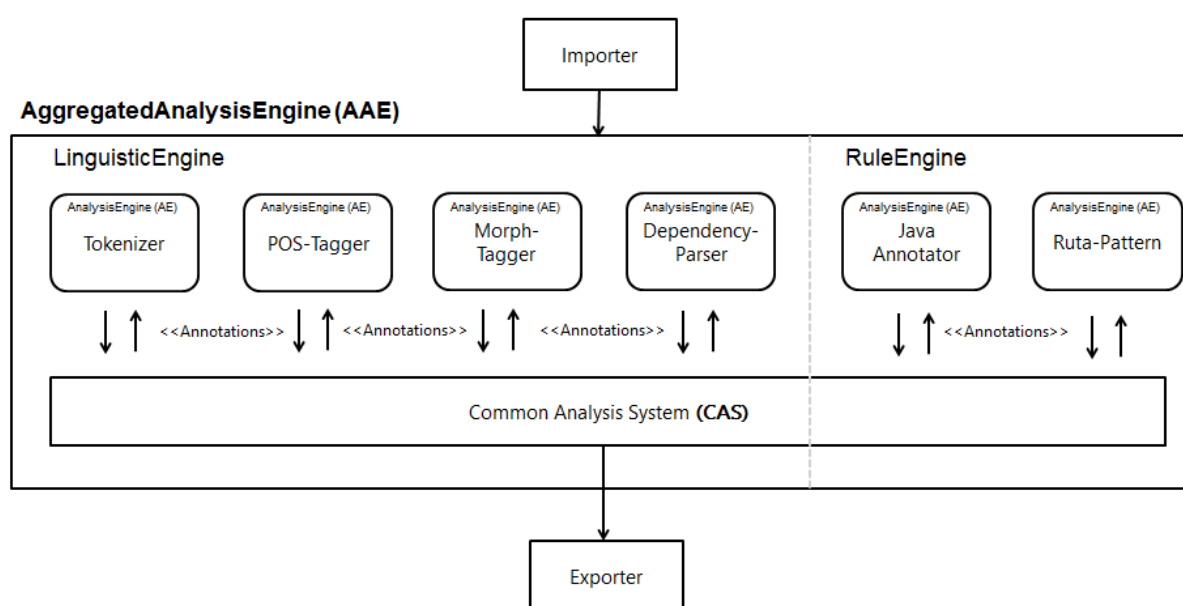 Importer
AggregatedAnalysisEngine (AAE)
LinguisticEngine
RuleEngine
AnalysisEngine (AE)
Tokenizer
AnalysisEngine (AE)
POS-Tagger
AnalysisEngine (AE)
Morph-
Tagger
AnalysisEngine (AE)
Dependency-
Parser
AnalysisEngine (AE)
Java
Annotator
AnalysisEngine (AE)
Ruta-Pattern
<<Annotations>>
<<Annotations>>
<<Annotations>>
<<Annotations>>
Common Analysis System (CAS)
Exporter